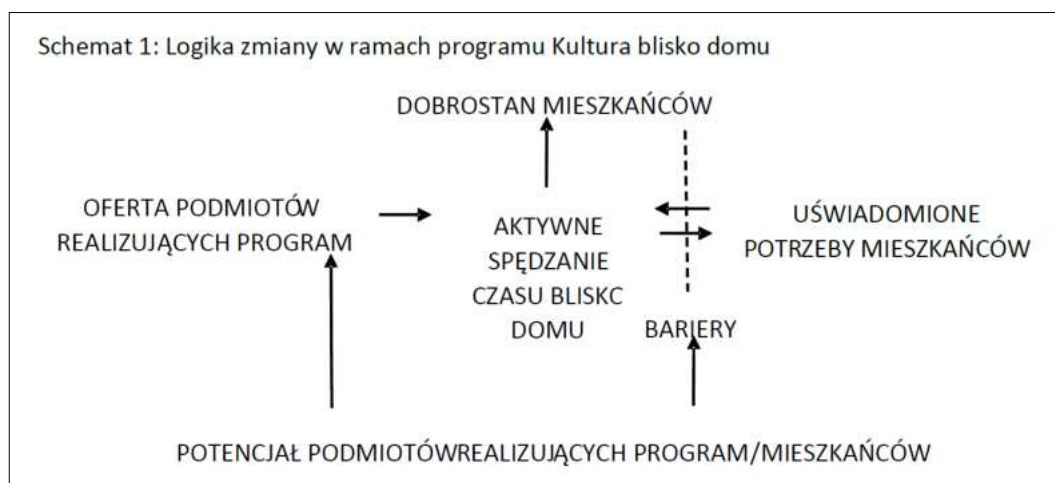 Schemat 1: Logika zmiany w ramach programu Kultura blisko domu
DOBROSTAN MIESZKAŃCÓW
OFERTA PODMIOTÓW
REALIZUJĄCYCH PROGRAM
AKTYWNE
SPĘDZANIE
CZASU BLISKC
DOMU
UŚWIADOMIONE
POTRZEBY MIESZKAŃCÓW
BARIERY
POTENCJAŁ PODMIOTÓWREALIZUJĄCYCH PROGRAM/MIESZKAŃCÓW